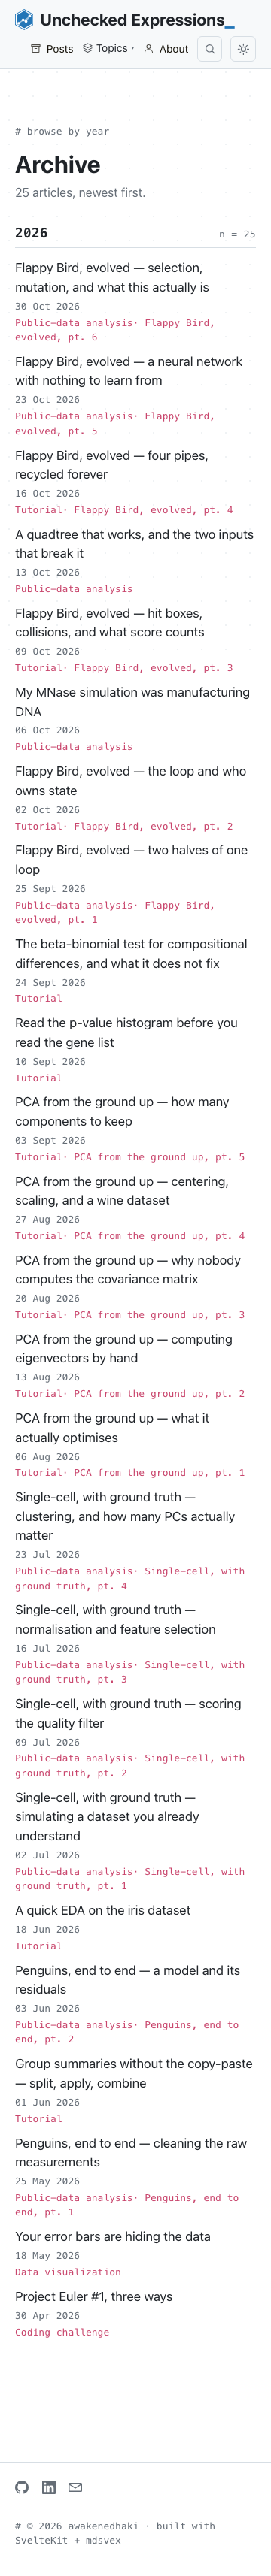 Unchecked Expressions_
Posts
Topics
About
# browse by year
Archive
25 articles, newest first.
2026
n = 25
Flappy Bird, evolved — selection,
mutation, and what this actually is
30 Oct 2026
Public-data analysis· Flappy Bird,
evolved, pt. 6
Flappy Bird, evolved — a neural network
with nothing to learn from
23 Oct 2026
Public-data analysis· Flappy Bird,
evolved, pt. 5
Flappy Bird, evolved — four pipes,
recycled forever
16 Oct 2026
Tutorial· Flappy Bird, evolved, pt. 4
A quadtree that works, and the two inputs
that break it
13 Oct 2026
Public-data analysis
Flappy Bird, evolved — hit boxes,
collisions, and what score counts
09 Oct 2026
Tutorial· Flappy Bird, evolved, pt. 3
My MNase simulation was manufacturing
DNA
06 Oct 2026
Public-data analysis
Flappy Bird, evolved — the loop and who
owns state
02 Oct 2026
Tutorial· Flappy Bird, evolved, pt. 2
Flappy Bird, evolved — two halves of one
loop
25 Sept 2026
Public-data analysis· Flappy Bird,
evolved, pt. 1
The beta-binomial test for compositional
differences, and what it does not fix
24 Sept 2026
Tutorial
Read the p-value histogram before you
read the gene list
10 Sept 2026
Tutorial
PCA from the ground up — how many
components to keep
03 Sept 2026
Tutorial· PCA from the ground up, pt. 5
PCA from the ground up — centering,
scaling, and a wine dataset
27 Aug 2026
Tutorial· PCA from the ground up, pt. 4
PCA from the ground up — why nobody
computes the covariance matrix
20 Aug 2026
Tutorial· PCA from the ground up, pt. 3
PCA from the ground up — computing
eigenvectors by hand
13 Aug 2026
Tutorial· PCA from the ground up, pt. 2
PCA from the ground up — what it
actually optimises
06 Aug 2026
Tutorial· PCA from the ground up, pt. 1
Single-cell, with ground truth —
clustering, and how many PCs actually
matter
23 Jul 2026
Public-data analysis· Single-cell, with
ground truth, pt. 4
Single-cell, with ground truth —
normalisation and feature selection
16 Jul 2026
Public-data analysis· Single-cell, with
ground truth, pt. 3
Single-cell, with ground truth — scoring
the quality filter
09 Jul 2026
Public-data analysis· Single-cell, with
ground truth, pt. 2
Single-cell, with ground truth —
simulating a dataset you already
understand
02 Jul 2026
Public-data analysis· Single-cell, with
ground truth, pt. 1
A quick EDA on the iris dataset
18 Jun 2026
Tutorial
Penguins, end to end — a model and its
residuals
03 Jun 2026
Public-data analysis· Penguins, end to
end, pt. 2
Group summaries without the copy-paste
— split, apply, combine
01 Jun 2026
Tutorial
Penguins, end to end — cleaning the raw
measurements
25 May 2026
Public-data analysis· Penguins, end to
end, pt. 1
Your error bars are hiding the data
18 May 2026
Data visualization
Project Euler #1, three ways
30 Apr 2026
Coding challenge
# © 2026 awakenedhaki · built with
SvelteKit + mdsvex